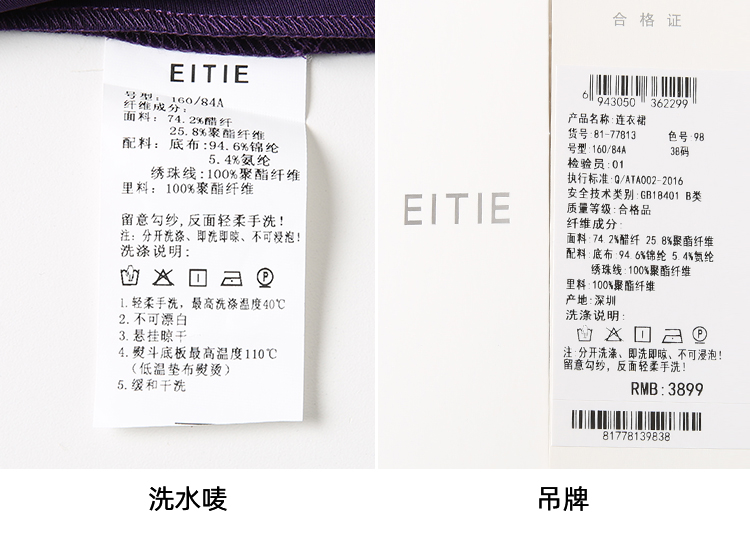 EITIE
号型: 160/84A
纤维成分:
面料: 74.2%醋纤
25.8%聚酯纤维
配料: 底布:94.6%锦纶
5.4%氨纶
绣珠线:100%聚酯纤维
里料: 100%聚酯纤维
留意勾纱,反面轻柔手洗!
注: 分开洗涤、即洗即晾、不可浸泡!
洗涤说明:
1.轻柔手洗，最高洗涤温度40℃
2.不可漂白
3.悬挂晾干
4.熨斗底板最高温度110℃
（低温垫布熨烫）
5.缓和干洗
洗水唛
EITIE
合格证
6 943050 362299
产品名称:连衣裙
货号:81-77813 色号:98
号型:160/84A 38码
检验员:01
执行标准:Q/ATA002-2016
安全技术类别:GB18401 B类
质量等级:合格品
纤维成分:
面料:74.2%醋纤 25.8%聚酯纤维
配料:底布:94.6%锦纶 5.4%氨纶
绣珠线:100%聚酯纤维
里料:100%聚酯纤维
产地:深圳
洗涤说明:
注:分开洗涤、即洗即晾、不可浸泡!
留意勾纱，反面轻柔手洗!
RMB:3899
81778139838
吊牌